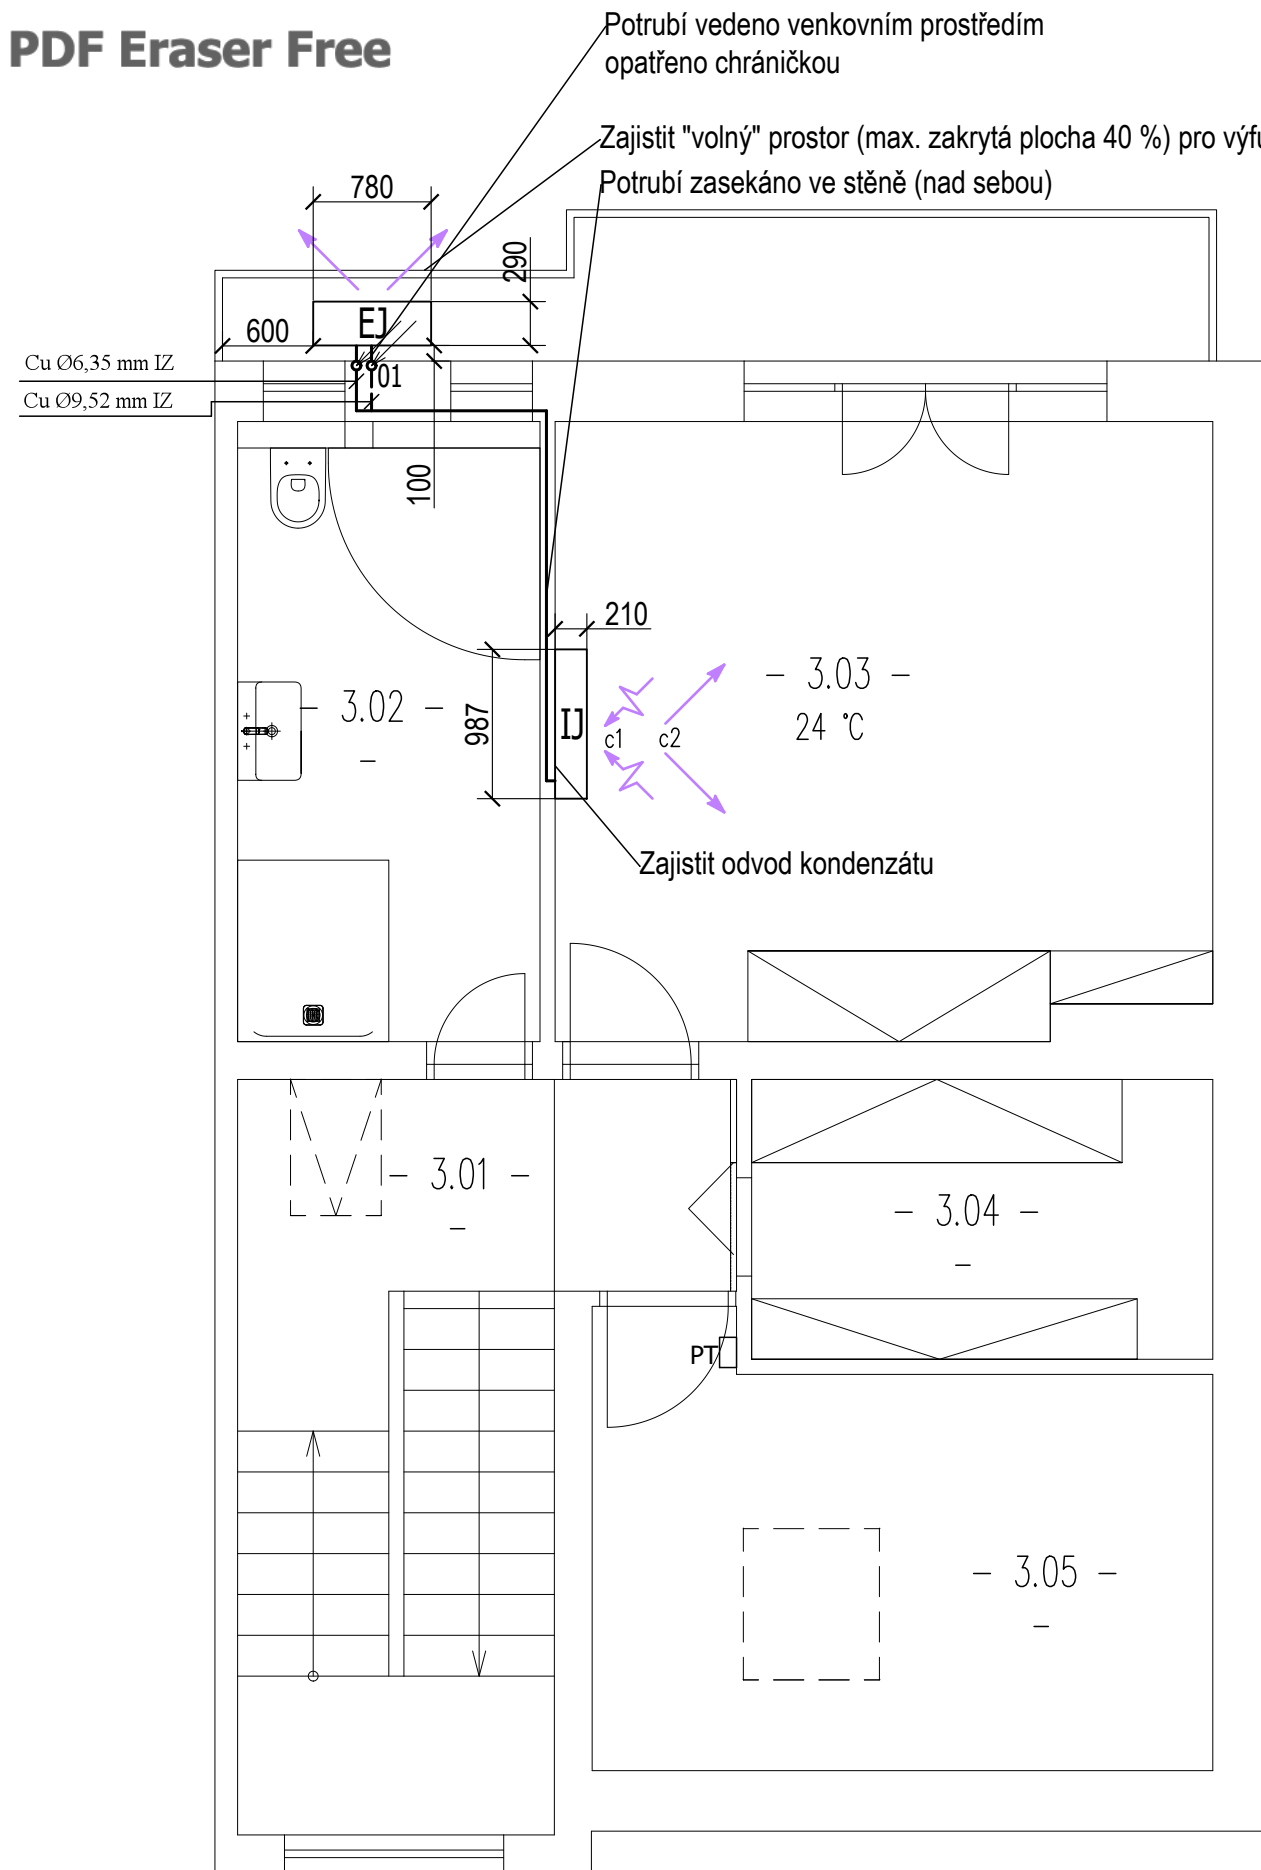 PDF Eraser Free
Potrubí vedeno venkovním prostředím
opatřeno chráničkou
Zajistit "volný" prostor (max. zakrytá plocha 40 %) pro výfu
Potrubí zasekáno ve stěně (nad sebou)
780
290
EJ
600
Cu Ø6,35 mm IZ
01
Cu Ø9,52 mm IZ
100
210
- 3.03 -
24 °C
- 3.02 -
-
987
IJ
c1
c2
Zajistit odvod kondenzátu
- 3.01 -
-
- 3.04 -
-
PT
- 3.05 -
-